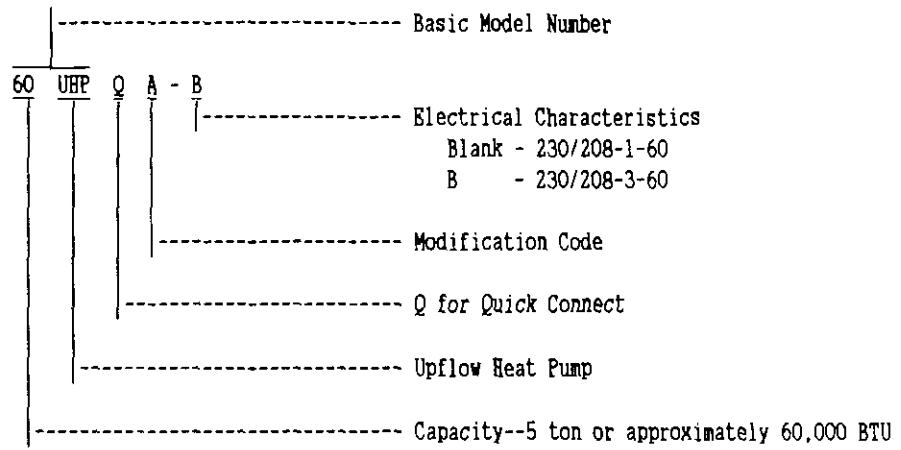 Basic Model Number
60 UHP Q A - B
Electrical Characteristics
Blank - 230/208-1-60
B - 230/208-3-60
Modification Code
Q for Quick Connect
Upflow Heat Pump
Capacity--5 ton or approximately 60,000 BTU